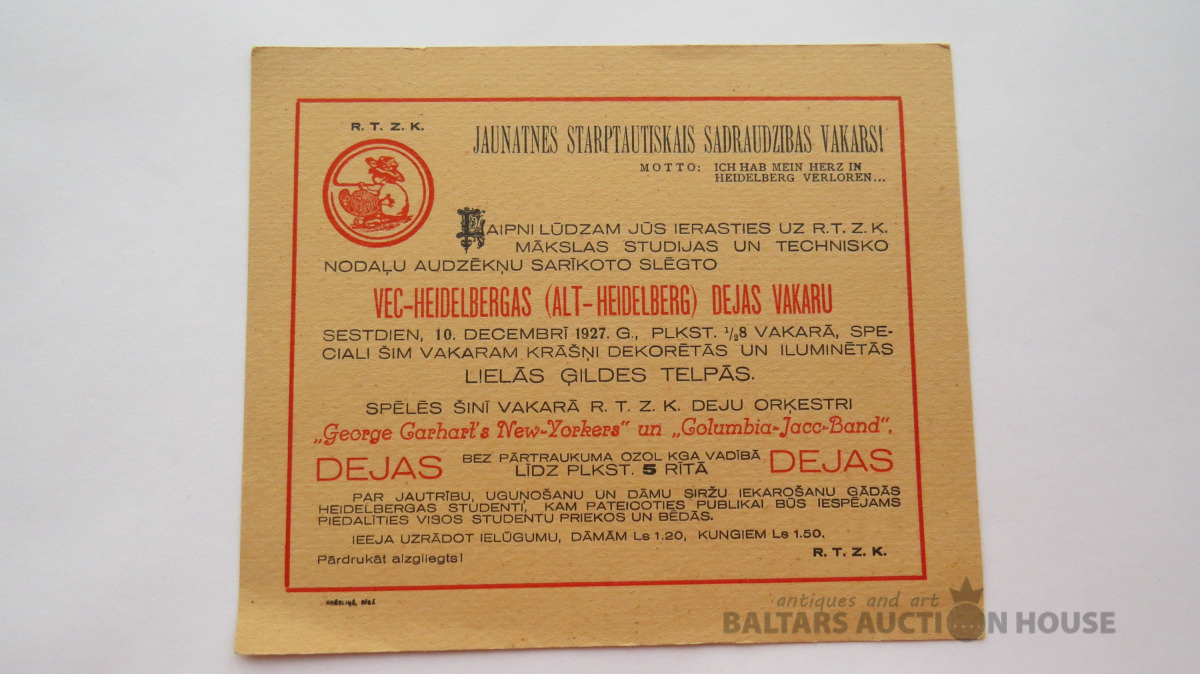 R. T. Z. K.
JAUNATNES STARPTAUTISKAIS SADRAUDZIBAS VAKARS!
MOTTO: ICH HAB MEIN HERZ IN
HEIDELBERG VERLOREN...
LAIPNI LŪDZAM JŪS IERASTIES UZ R. T. Z. K.
MĀKSLAS STUDIJAS UN TECHNISKO
NODAĻU AUDZĒKŅU SARĪKOTO SLĒGTO
VEC-HEIDELBERGAS (ALT-HEIDELBERG) DEJAS VAKARU
SESTDIEN, 10. DECEMBRĪ 1927. G., PLKST. ½8 VAKARĀ, SPE-
CIALI ŠIM VAKARAM KRĀŠŅI DEKORĒTĀS UN ILUMINĒTĀS
LIELĀS ĢILDES TELPĀS.
SPĒLĒS ŠINĪ VAKARĀ R. T. Z. K. DEJU ORĶESTRI
„George Carhart's New-Yorkers" un „Columbia-Jacc-Band".
DEJAS BEZ PĀRTRAUKUMA OZOL KGA VADĪBĀ DEJAS
LĪDZ PLKST. 5 RĪTĀ
PAR JAUTRĪBU, UGUŅOŠANU UN DĀMU SIRŽU IEKAROŠANU GĀDĀS
HEIDELBERGAS STUDENTI, KAM PATEICOTIES PUBLIKAI BŪS IESPĒJAMS
PIEDALĪTIES VISOS STUDENTU PRIEKOS UN BĒDĀS.
IEEJA UZRĀDOT IELŪGUMU, DĀMĀM Ls 1.20, KUNGIEM Ls 1.50.
Pārdrukāt aizgliegts!
R. T. Z. K.
RĪGĀ
antiques and art
BALTARS AUCTION HOUSE